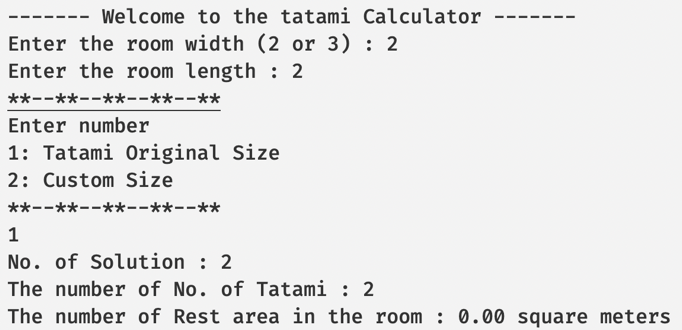 ------- Welcome to the tatami Calculator -------
Enter the room width (2 or 3) : 2
Enter the room length : 2
**--**--**--**--**
Enter number
1: Tatami Original Size
2: Custom Size
**--**--**--**--**
1
No. of Solution : 2
The number of No. of Tatami : 2
The number of Rest area in the room : 0.00 square meters